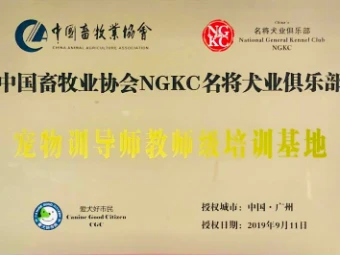 中国畜牧業協會
CHINA ANIMAL AGRICULTURE ASSOCIATION
NGKC
China's
名将犬业俱乐部
National General Kennel Club
NGKC
中国畜牧业协会NGKC名将犬业俱乐部
宠物训导师教师级培训基地
爱犬好市民
Canine Good Citizen
CGC
授权城市：中国·广州
授权日期：2019年9月11日